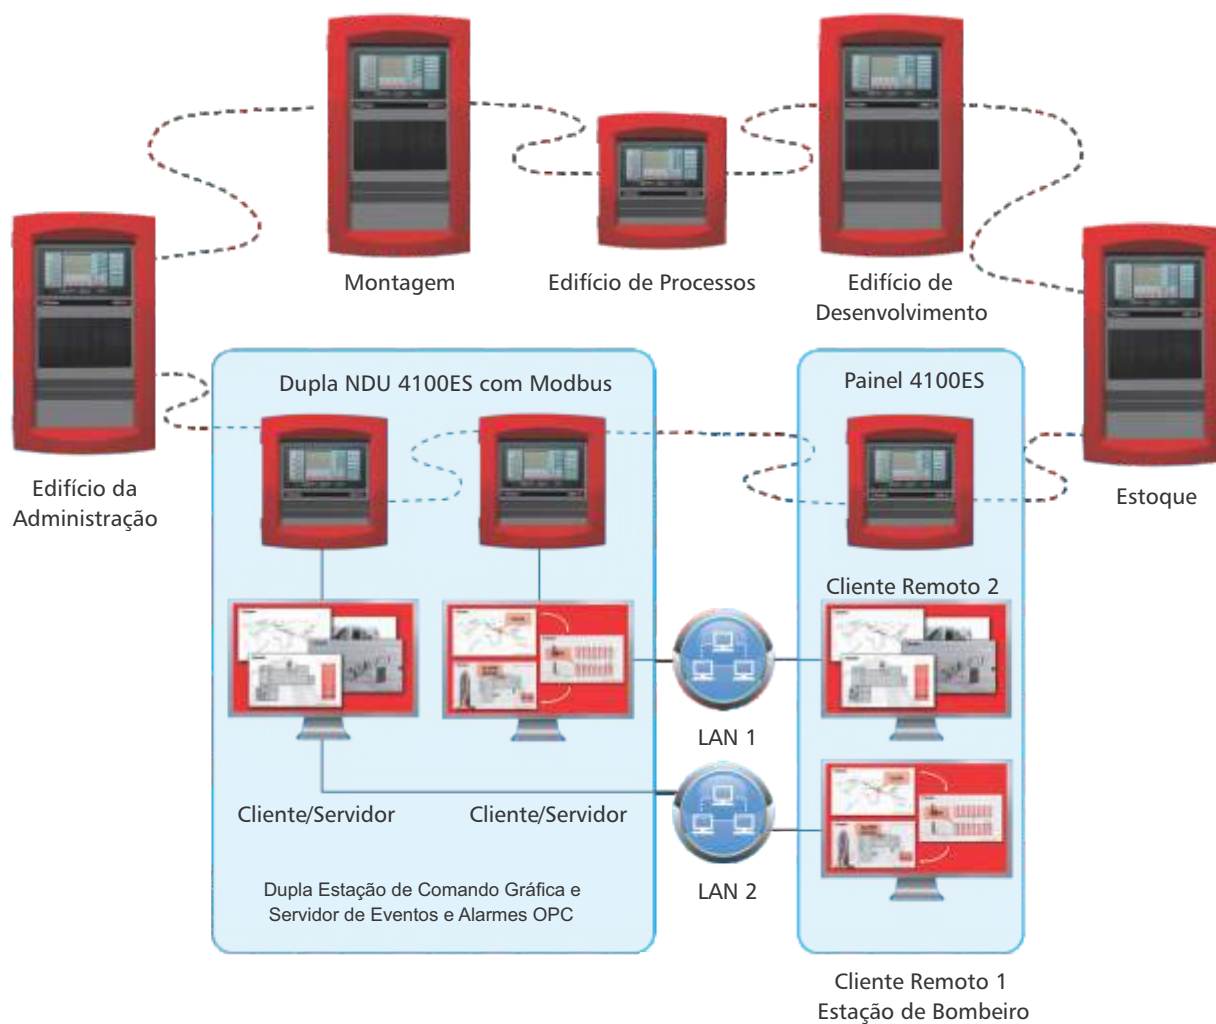 Montagem
Edifício de Processos
Edifício de
Desenvolvimento
Edifício da
Administração
Estoque
Dupla NDU 4100ES com Modbus
Painel 4100ES
Cliente Remoto 2
LAN 1
Cliente/Servidor
Cliente/Servidor
LAN 2
Dupla Estação de Comando Gráfica e
Servidor de Eventos e Alarmes OPC
Cliente Remoto 1
Estação de Bombeiro